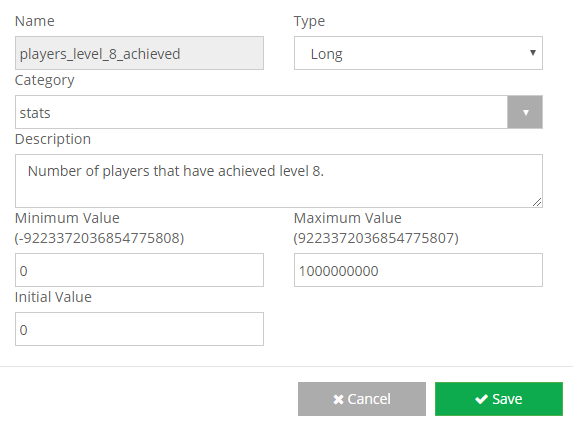 Name
Type
players_level_8_achieved
Long
Category
stats
Description
Number of players that have achieved level 8.
Minimum Value
(-9223372036854775808)
Maximum Value
(9223372036854775807)
0
1000000000
Initial Value
0
Cancel
Save